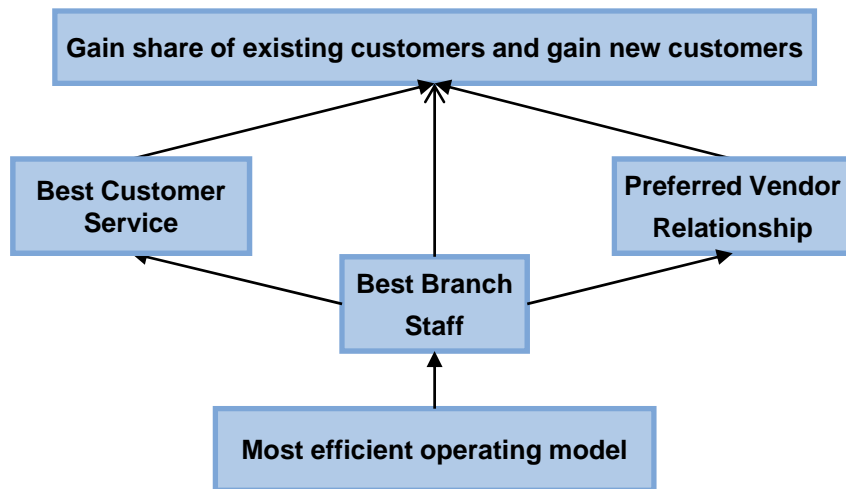 Gain share of existing customers and gain new customers
Best Customer
Service
Preferred Vendor
Relationship
Best Branch
Staff
Most efficient operating model